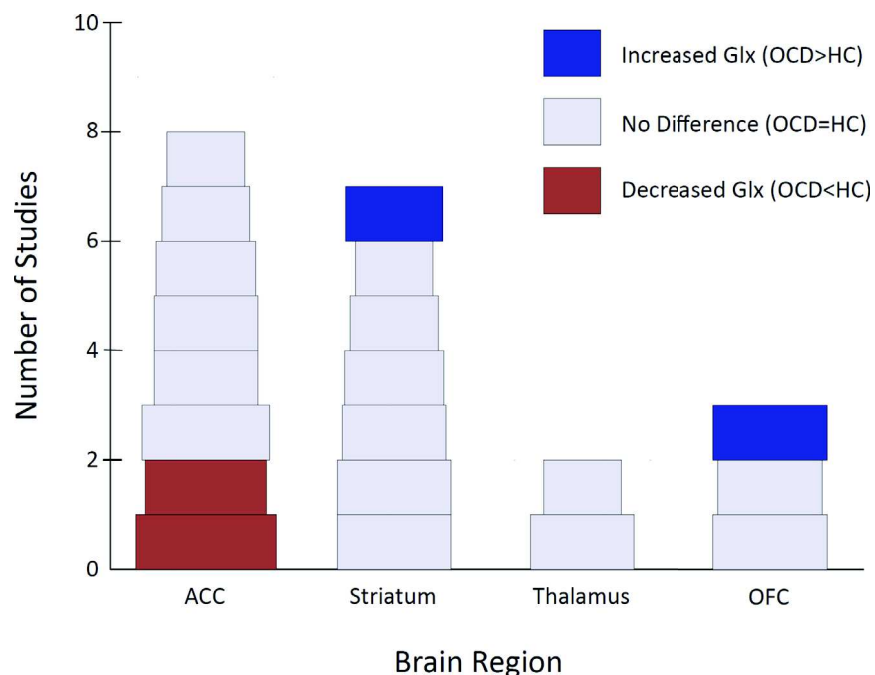 10
8
6
4
2
0
Number of Studies
Increased Glx (OCD>HC)
No Difference (OCD=HC)
Decreased Glx (OCD<HC)
ACC
Striatum
Thalamus
OFC
Brain Region